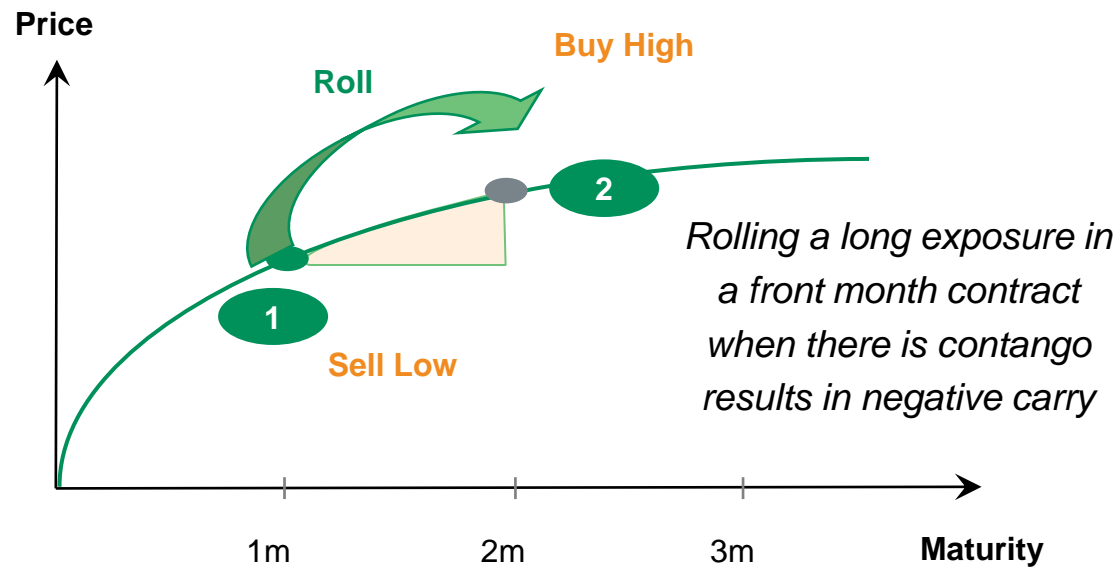 Price
Buy High
Roll
2
Rolling a long exposure in
a front month contract
when there is contango
results in negative carry
1
Sell Low
1m
2m
3m
Maturity